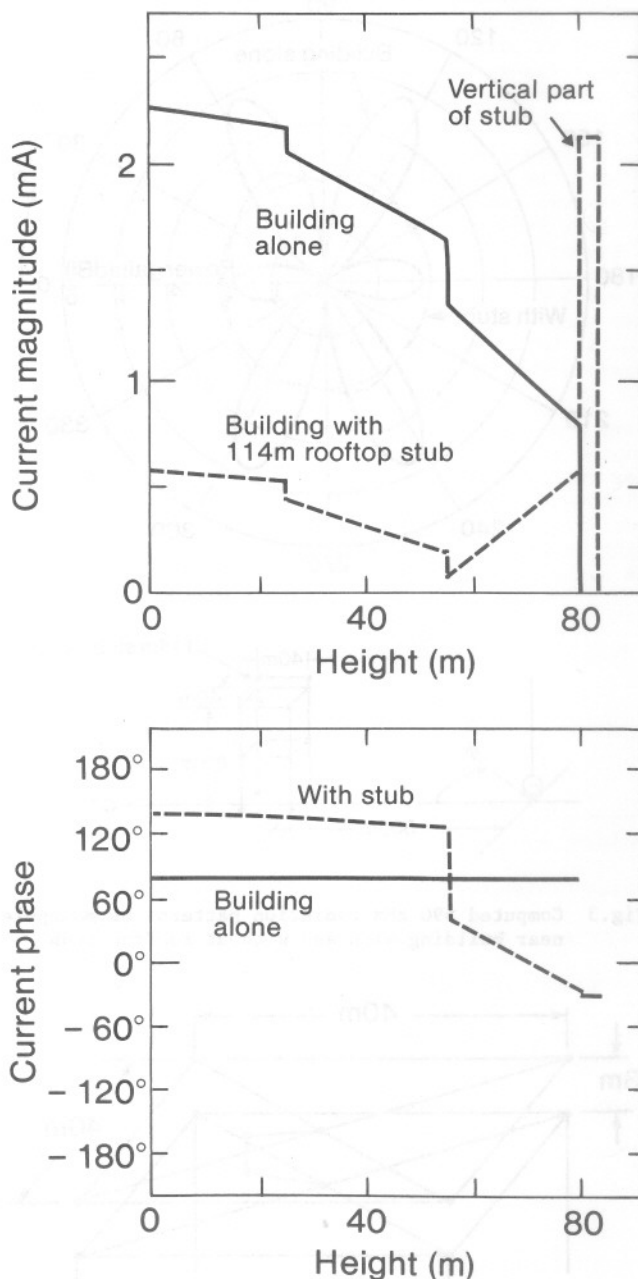 Current magnitude (mA)
2
1
0
Vertical part
of stub
Building
alone
Building with
114m rooftop stub
0
40
80
Height (m)
Current phase
180°
120°
60°
0°
– 60°
– 120°
– 180°
With stub
Building
alone
0
40
80
Height (m)